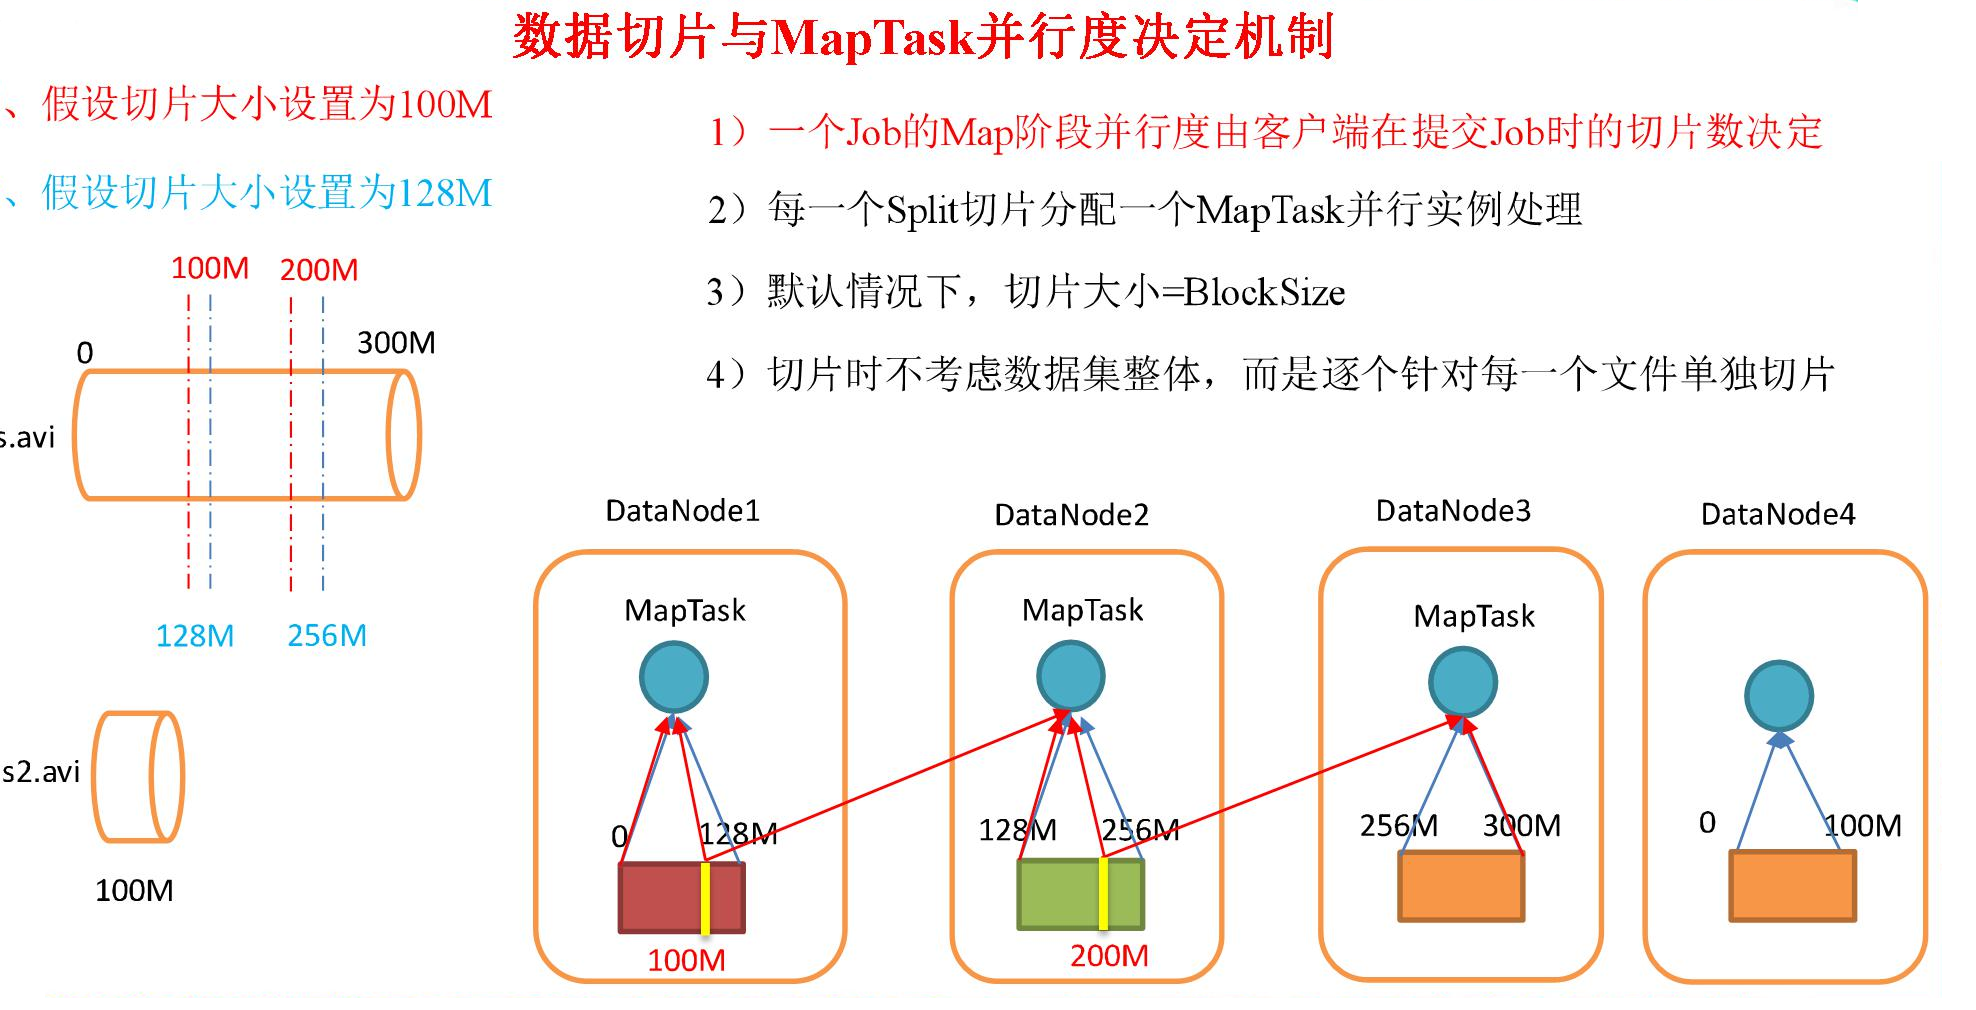 数据切片与MapTask并行度决定机制
、假设切片大小设置为100M
、假设切片大小设置为128M
1）一个Job的Map阶段并行度由客户端在提交Job时的切片数决定
2）每一个Split切片分配一个MapTask并行实例处理
3）默认情况下，切片大小=BlockSize
4）切片时不考虑数据集整体，而是逐个针对每一个文件单独切片
100M 200M
0 300M
s.avi
128M 256M
s2.avi
100M
DataNode1 DataNode2 DataNode3 DataNode4
MapTask MapTask MapTask
0 128M 128M 256M 256M 300M 0 100M
100M 200M